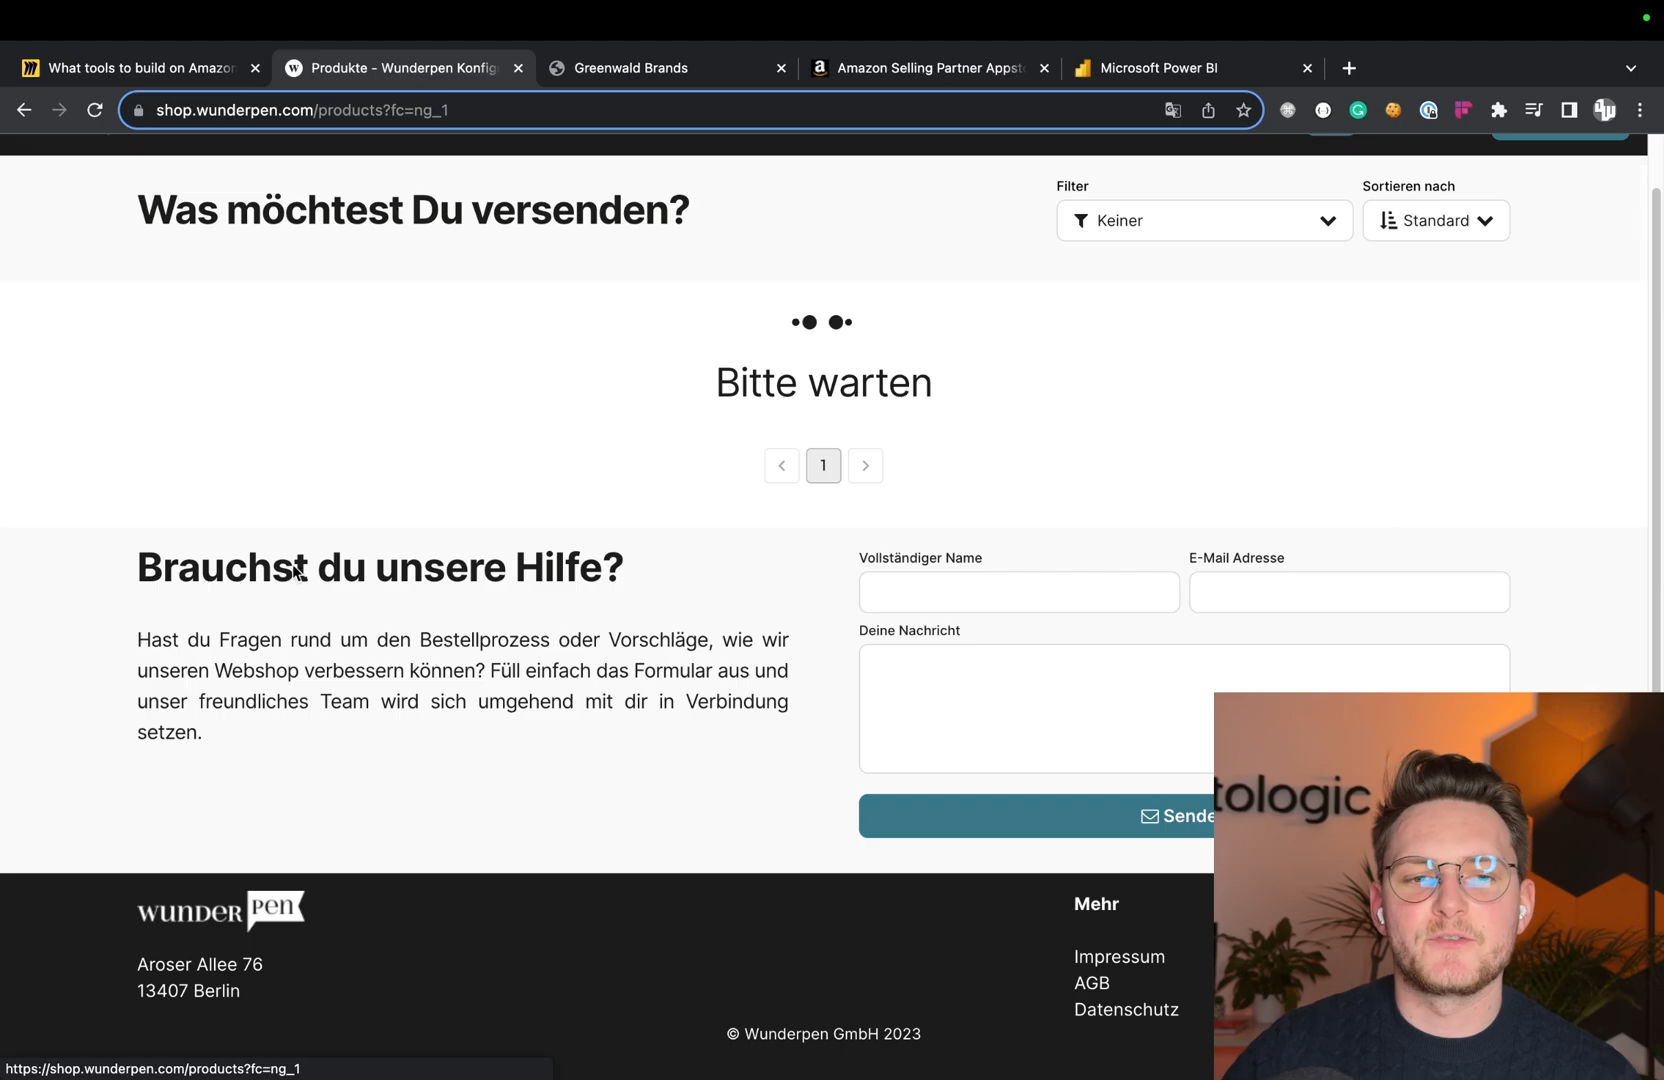 What tools to build on Amazon
Produkte - Wunderpen Konfig
Greenwald Brands
Amazon Selling Partner Appst
Microsoft Power BI
shop.wunderpen.com/products?fc=ng_1
Was möchtest Du versenden?
Filter
Keiner
Sortieren nach
Standard
Bitte warten
1
Brauchst du unsere Hilfe?
Hast du Fragen rund um den Bestellprozess oder Vorschläge, wie wir
unseren Webshop verbessern können? Füll einfach das Formular aus und
unser freundliches Team wird sich umgehend mit dir in Verbindung
setzen.
Vollständiger Name
E-Mail Adresse
Deine Nachricht
Sende
tologic
WUNDER pen
Aroser Allee 76
13407 Berlin
Mehr
Impressum
AGB
Datenschutz
© Wunderpen GmbH 2023
https://shop.wunderpen.com/products?fc=ng_1